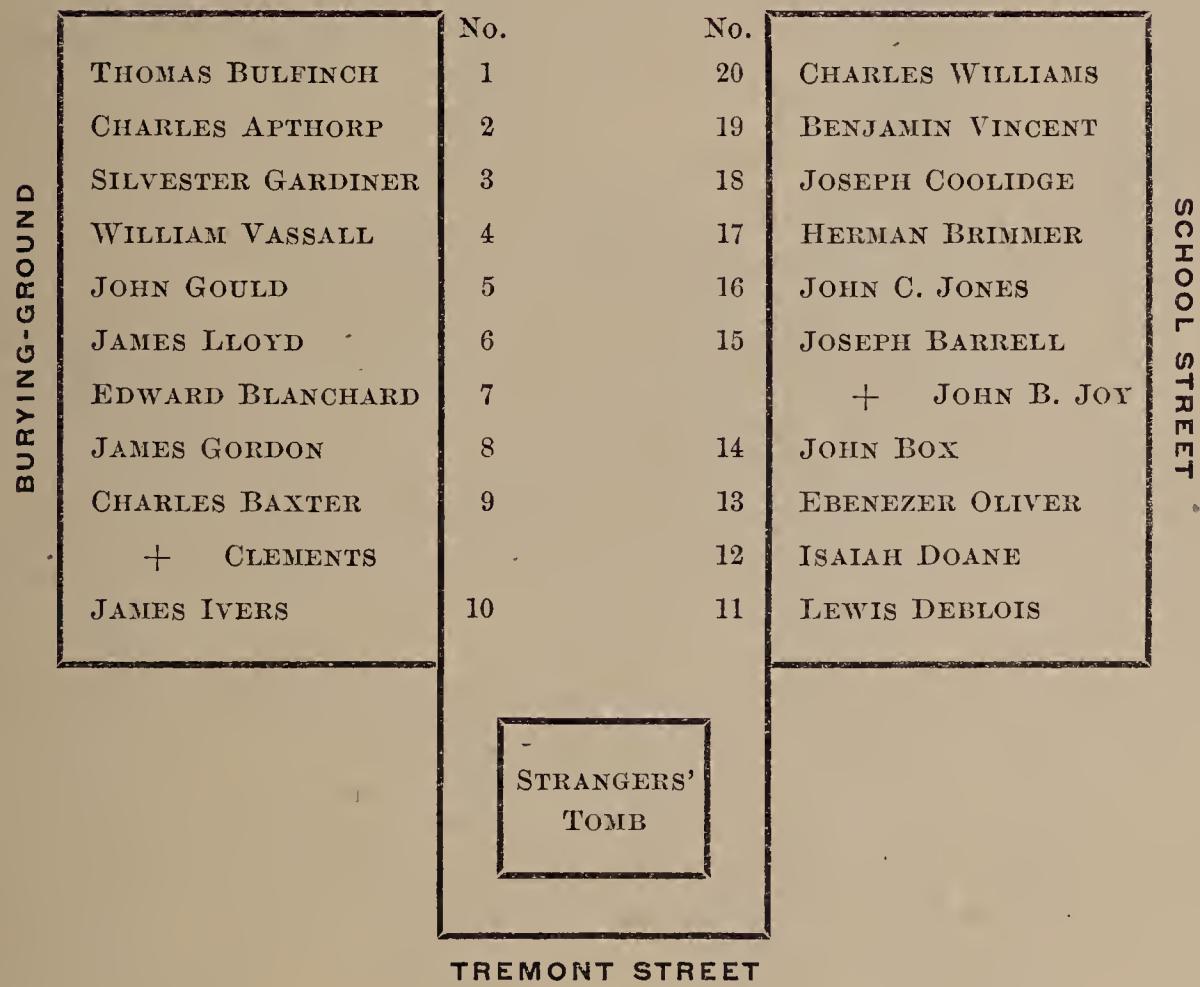 No. No.
THOMAS BULFINCH 1 20 CHARLES WILLIAMS
CHARLES APTHORP 2 19 BENJAMIN VINCENT
SILVESTER GARDINER 3 18 JOSEPH COOLIDGE
WILLIAM VASSALL 4 17 HERMAN BRIMMER
JOHN GOULD 5 16 JOHN C. JONES
JAMES LLOYD 6 15 JOSEPH BARRELL
EDWARD BLANCHARD 7 + JOHN B. JOY
JAMES GORDON 8 14 JOHN BOX
CHARLES BAXTER 9 13 EBENEZER OLIVER
+ CLEMENTS 12 ISAIAH DOANE
JAMES IVERS 10 11 LEWIS DEBLOIS
BURYING-GROUND
SCHOOL STREET
STRANGERS'
TOMB
TREMONT STREET